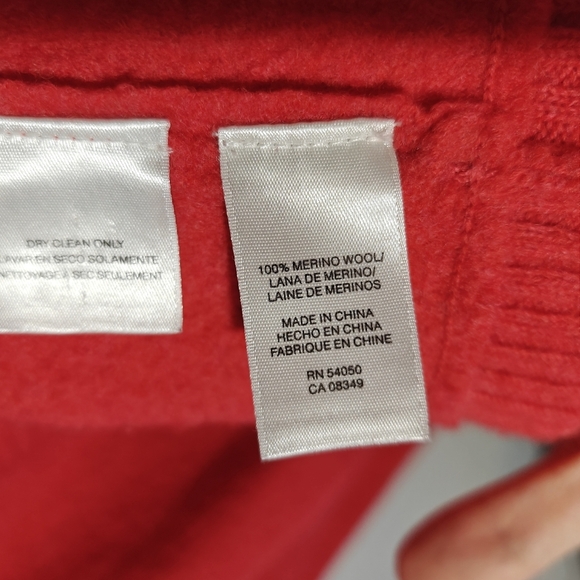 DRY CLEAN ONLY
LAVAR EN SECO SOLAMENTE
NETTOYAGE À SEC SEULEMENT
100% MERINO WOOL/
LANA DE MERINO/
LAINE DE MERINOS
MADE IN CHINA
HECHO EN CHINA
FABRIQUE EN CHINE
RN 54050
CA 08349